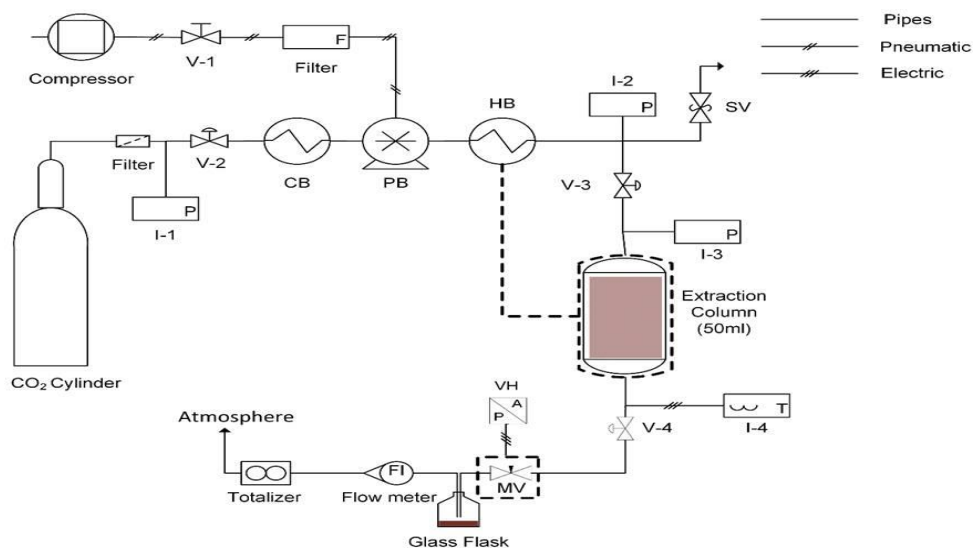 Pipes
Pneumatic
Electric
Compressor
V-1
F
Filter
I-2
P
SV
HB
Filter
V-2
CB
PB
V-3
P
I-1
P
I-3
Extraction
Column
(50ml)
CO₂ Cylinder
VH
A
P
Atmosphere
T
V-4
I-4
FI
MV
Totalizer
Flow meter
Glass Flask